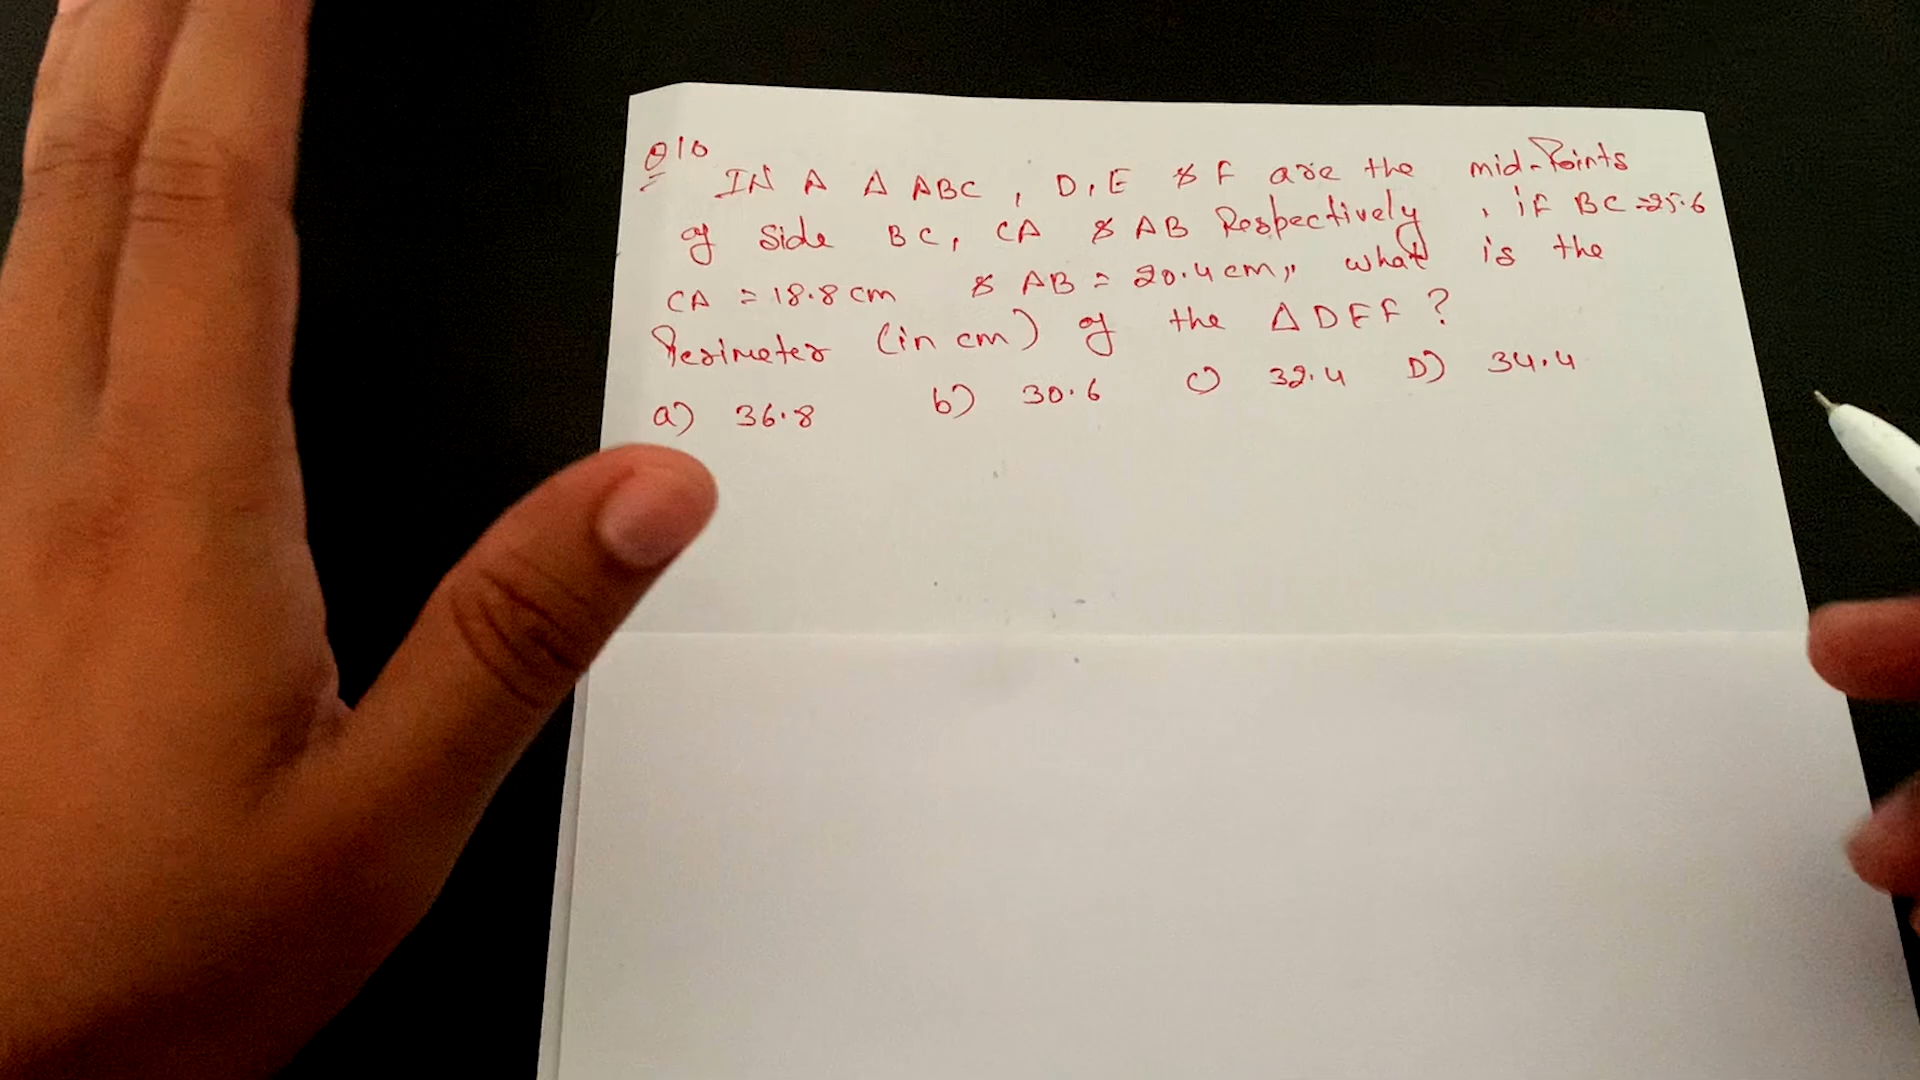 Q10
IN A Δ ABC, D, E & F are the mid-Points
of Side BC, CA & AB Respectively, if BC = 25.6
CA = 18.8 cm & AB = 20.4 cm, what is the
Perimeter (in cm) of the Δ DEF ?
a) 36.8 b) 30.6 c) 32.4 D) 34.4